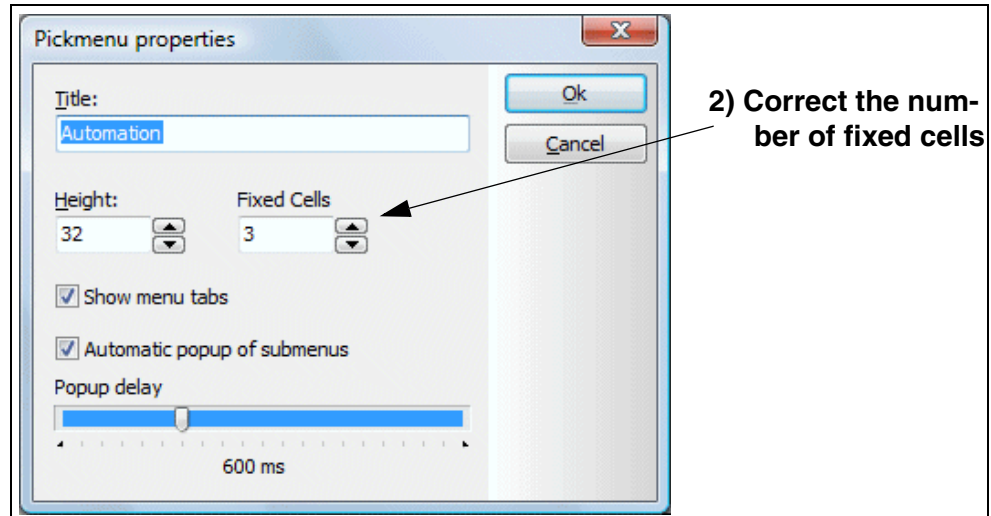 Pickmenu properties
Title:
Automation
Ok
Cancel
Height:
32
Fixed Cells
3
Show menu tabs
Automatic popup of submenus
Popup delay
600 ms
2) Correct the num-
ber of fixed cells